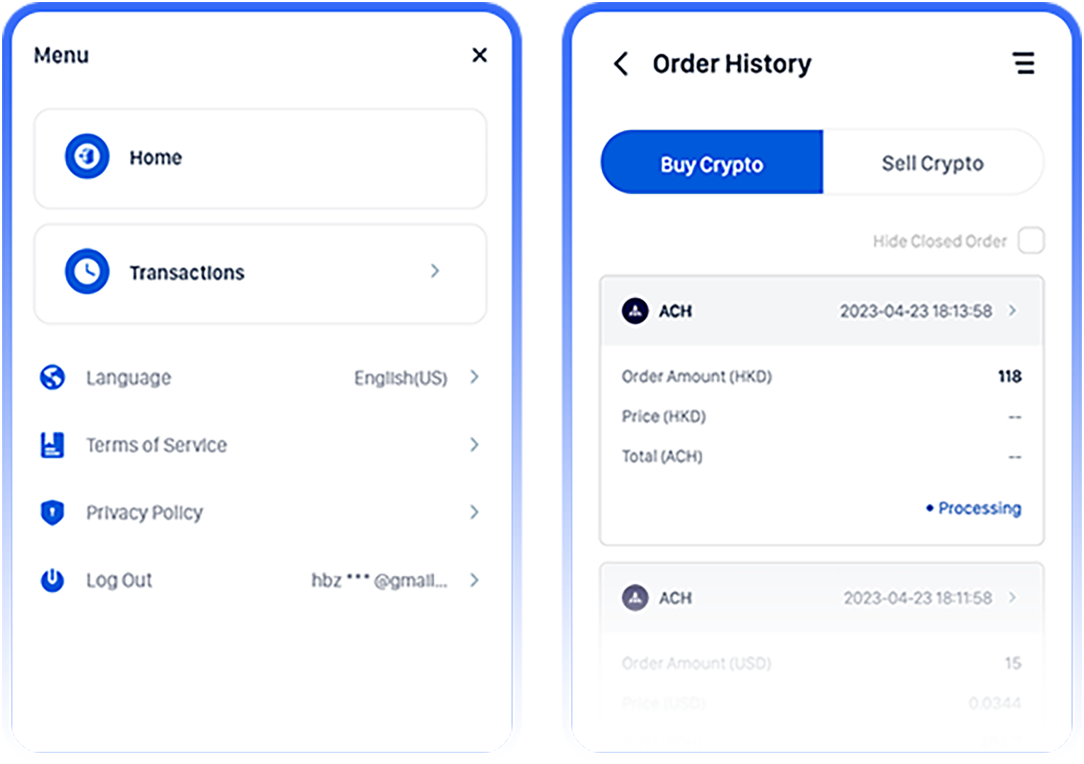 Menu
Home
Transactions
Language English(US)
Terms of Service
Privacy Policy
Log Out hbz *** @gmail...
Order History
Buy Crypto Sell Crypto
Hide Closed Order
ACH 2023-04-23 18:13:58
Order Amount (HKD) 118
Price (HKD) --
Total (ACH) --
• Processing
ACH 2023-04-23 18:11:58
Order Amount (USD) 15
Price (USD) 0.0344